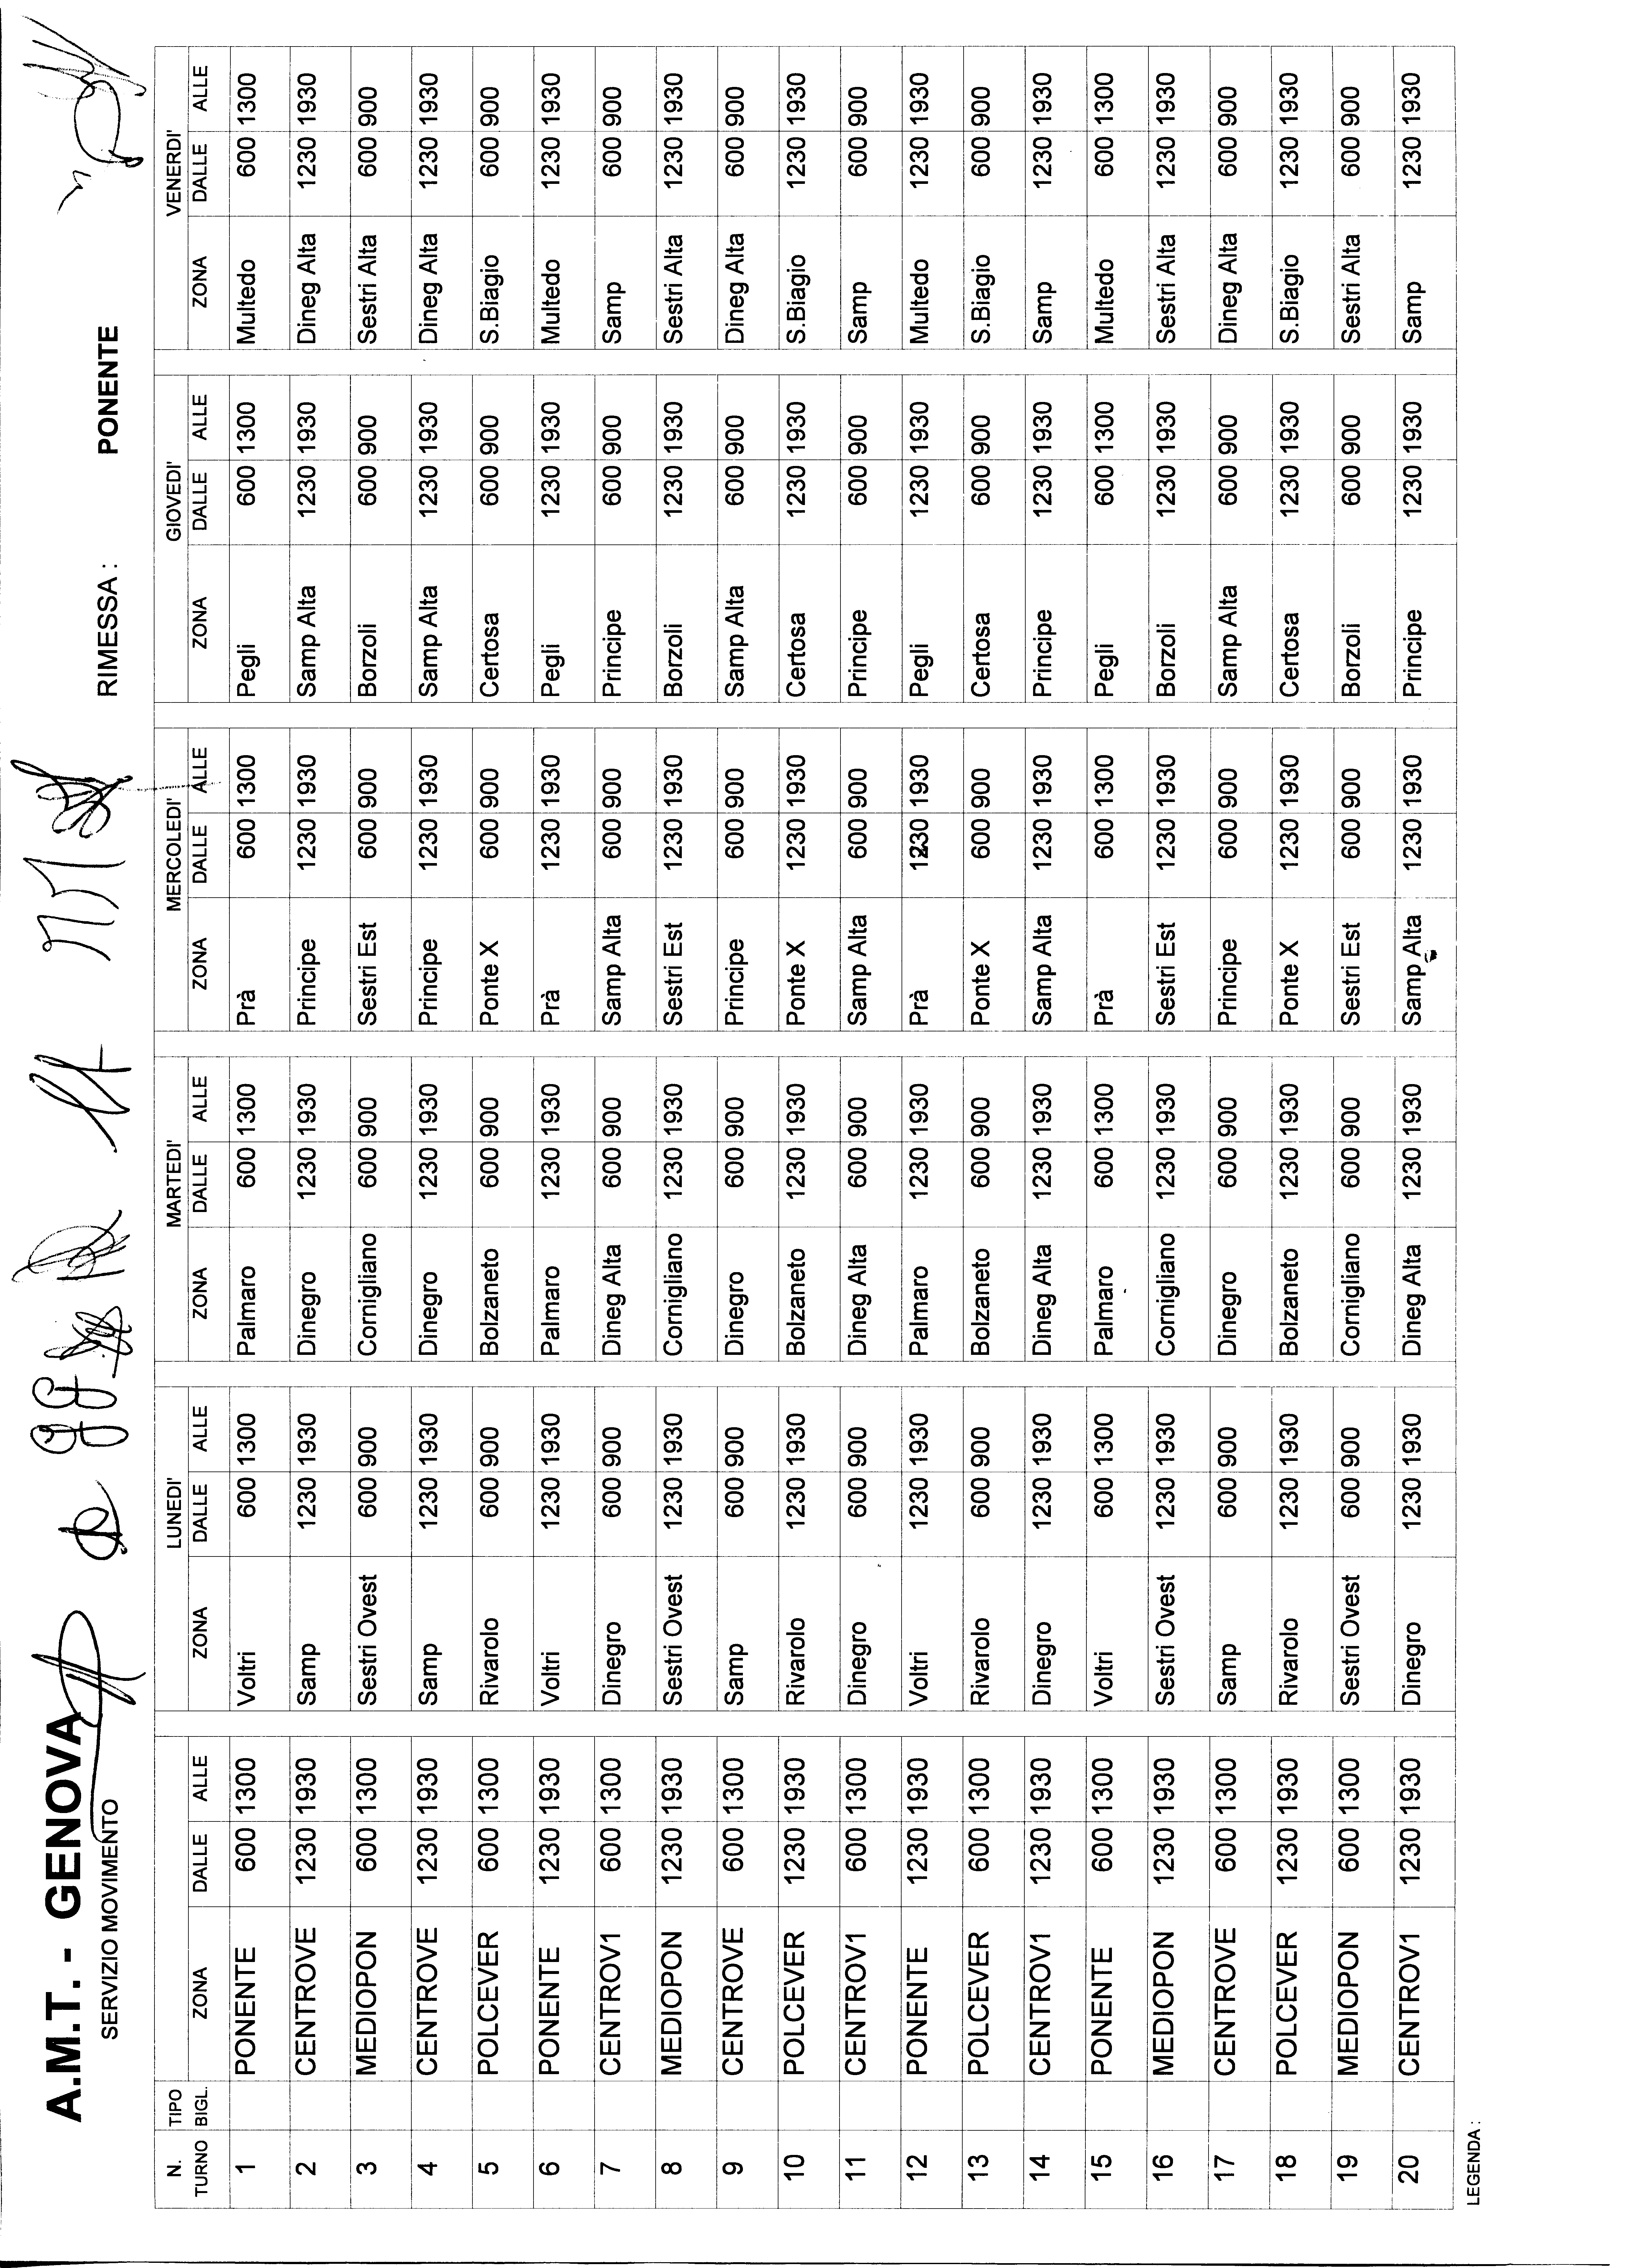 A.M.T. - GENOVA
SERVIZIO MOVIMENTO RIMESSA : PONENTE
N. TIPO LUNEDI' MARTEDI' MERCOLEDI' GIOVEDI' VENERDI'
TURNO BIGL. ZONA DALLE ALLE ZONA DALLE ALLE ZONA DALLE ALLE ZONA DALLE ALLE ZONA DALLE ALLE ZONA DALLE ALLE
1 PONENTE 600 1300 Voltri 600 1300 Palmaro 600 1300 Prà 600 1300 Pegli 600 1300 Multedo 600 1300
2 CENTROVE 1230 1930 Samp 1230 1930 Dinegro 1230 1930 Principe 1230 1930 Samp Alta 1230 1930 Dineg Alta 1230 1930
3 MEDIOPON 600 1300 Sestri Ovest 600 900 Cornigliano 600 900 Sestri Est 600 900 Borzoli 600 900 Sestri Alta 600 900
4 CENTROVE 1230 1930 Samp 1230 1930 Dinegro 1230 1930 Principe 1230 1930 Samp Alta 1230 1930 Dineg Alta 1230 1930
5 POLCEVER 600 1300 Rivarolo 600 900 Bolzaneto 600 900 Ponte X 600 900 Certosa 600 900 S.Biagio 600 900
6 PONENTE 1230 1930 Voltri 1230 1930 Palmaro 1230 1930 Prà 1230 1930 Pegli 1230 1930 Multedo 1230 1930
7 CENTROV1 600 1300 Dinegro 600 900 Dineg Alta 600 900 Samp Alta 600 900 Principe 600 900 Samp 600 900
8 MEDIOPON 1230 1930 Sestri Ovest 1230 1930 Cornigliano 1230 1930 Sestri Est 1230 1930 Borzoli 1230 1930 Sestri Alta 1230 1930
9 CENTROVE 600 1300 Samp 600 900 Dinegro 600 900 Principe 600 900 Samp Alta 600 900 Dineg Alta 600 900
10 POLCEVER 1230 1930 Rivarolo 1230 1930 Bolzaneto 1230 1930 Ponte X 1230 1930 Certosa 1230 1930 S.Biagio 1230 1930
11 CENTROV1 600 1300 Dinegro 600 900 Dineg Alta 600 900 Samp Alta 600 900 Principe 600 900 Samp 600 900
12 PONENTE 1230 1930 Voltri 1230 1930 Palmaro 1230 1930 Prà 1230 1930 Pegli 1230 1930 Multedo 1230 1930
13 POLCEVER 600 1300 Rivarolo 600 900 Bolzaneto 600 900 Ponte X 600 900 Certosa 600 900 S.Biagio 600 900
14 CENTROV1 1230 1930 Dinegro 1230 1930 Dineg Alta 1230 1930 Samp Alta 1230 1930 Principe 1230 1930 Samp 1230 1930
15 PONENTE 600 1300 Voltri 600 1300 Palmaro 600 1300 Prà 600 1300 Pegli 600 1300 Multedo 600 1300
16 MEDIOPON 1230 1930 Sestri Ovest 1230 1930 Cornigliano 1230 1930 Sestri Est 1230 1930 Borzoli 1230 1930 Sestri Alta 1230 1930
17 CENTROVE 600 1300 Samp 600 900 Dinegro 600 900 Principe 600 900 Samp Alta 600 900 Dineg Alta 600 900
18 POLCEVER 1230 1930 Rivarolo 1230 1930 Bolzaneto 1230 1930 Ponte X 1230 1930 Certosa 1230 1930 S.Biagio 1230 1930
19 MEDIOPON 600 1300 Sestri Ovest 600 900 Cornigliano 600 900 Sestri Est 600 900 Borzoli 600 900 Sestri Alta 600 900
20 CENTROV1 1230 1930 Dinegro 1230 1930 Dineg Alta 1230 1930 Samp Alta 1230 1930 Principe 1230 1930 Samp 1230 1930
LEGENDA :